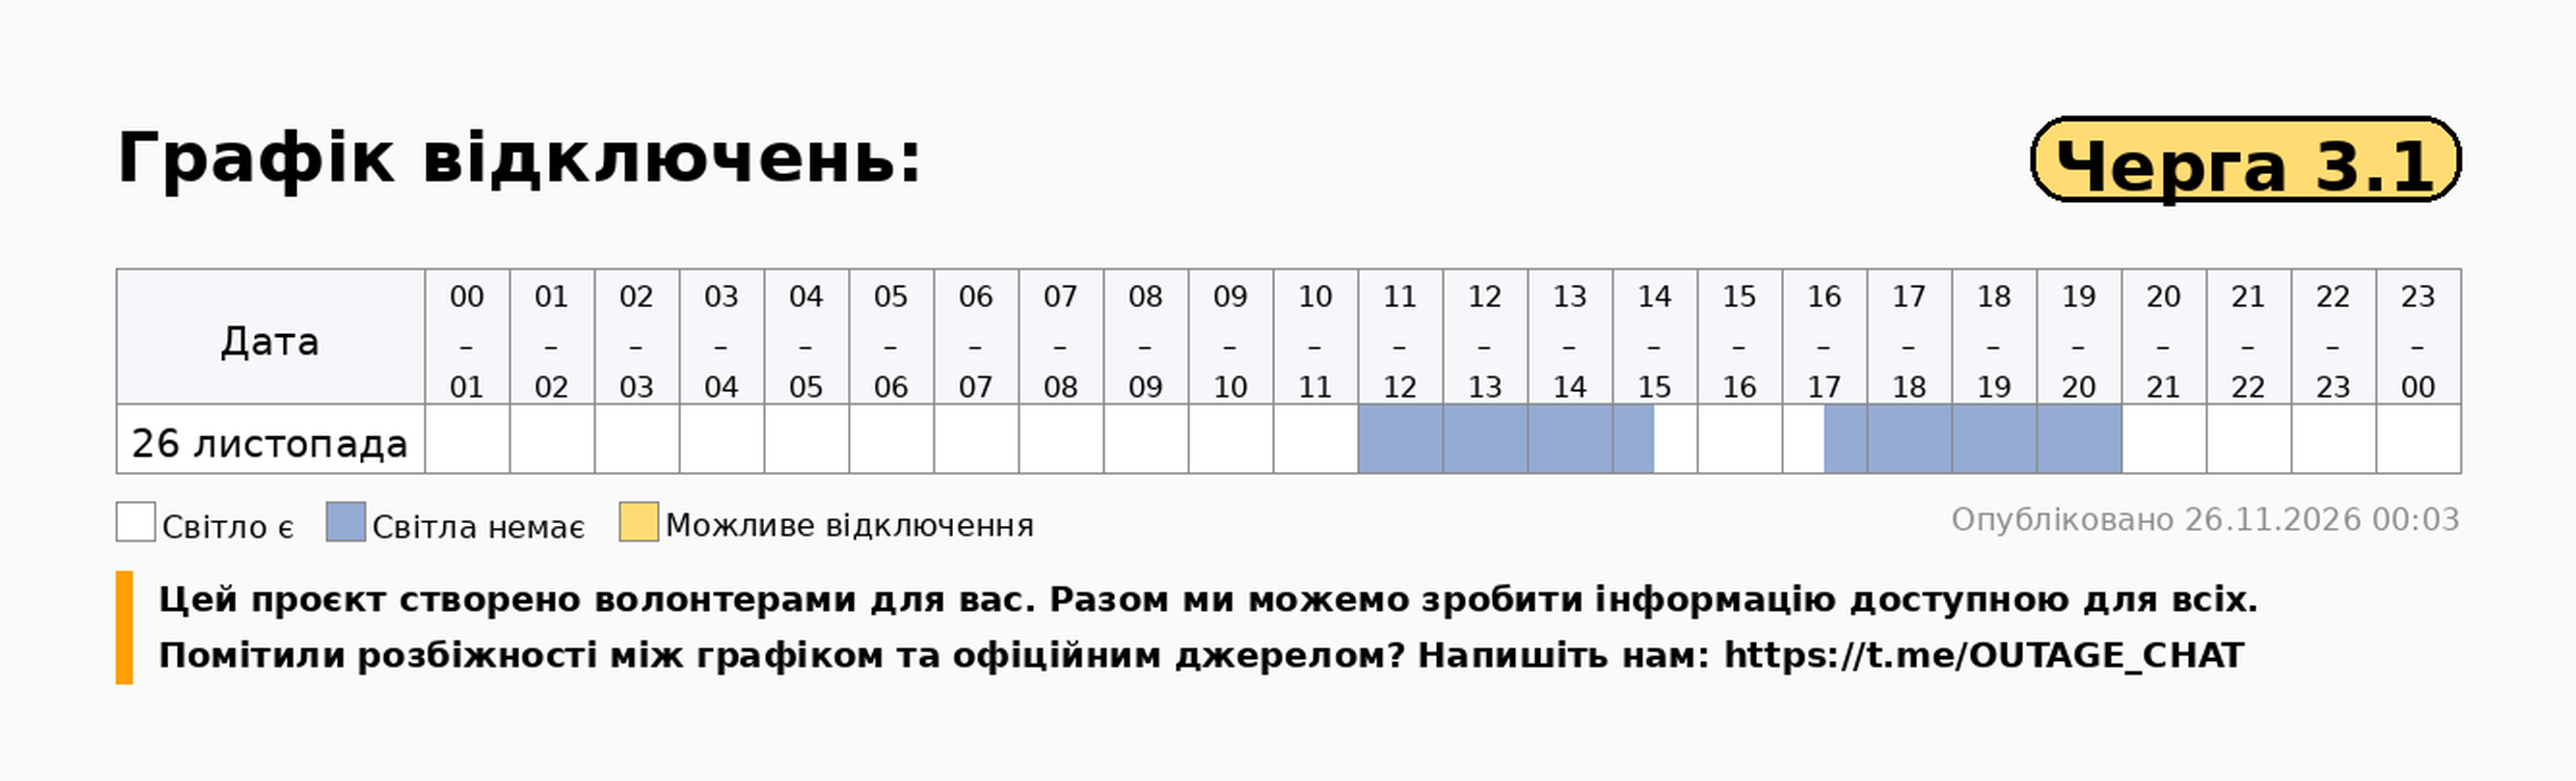 Графік відключень:
Черга 3.1
Дата 00 – 01 01 – 02 02 – 03 03 – 04 04 – 05 05 – 06 06 – 07 07 – 08 08 – 09 09 – 10 10 – 11 11 – 12 12 – 13 13 – 14 14 – 15 15 – 16 16 – 17 17 – 18 18 – 19 19 – 20 20 – 21 21 – 22 22 – 23 23 – 00
26 листопада
Світло є Світла немає Можливе відключення
Опубліковано 26.11.2026 00:03
Цей проєкт створено волонтерами для вас. Разом ми можемо зробити інформацію доступною для всіх.
Помітили розбіжності між графіком та офіційним джерелом? Напишіть нам: https://t.me/OUTAGE_CHAT